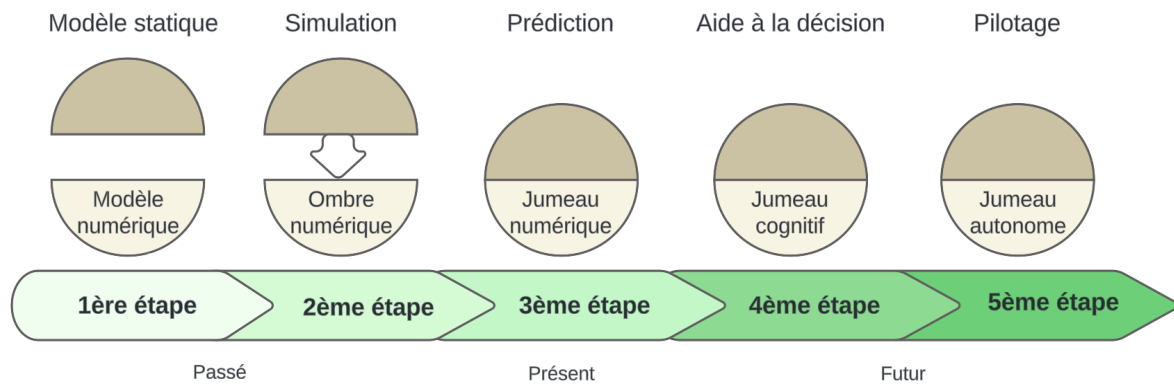 Modèle statique
Simulation
Prédiction
Aide à la décision
Pilotage
Modèle
numérique
Ombre
numérique
Jumeau
numérique
Jumeau
cognitif
Jumeau
autonome
1ère étape
2ème étape
3ème étape
4ème étape
5ème étape
Passé
Présent
Futur